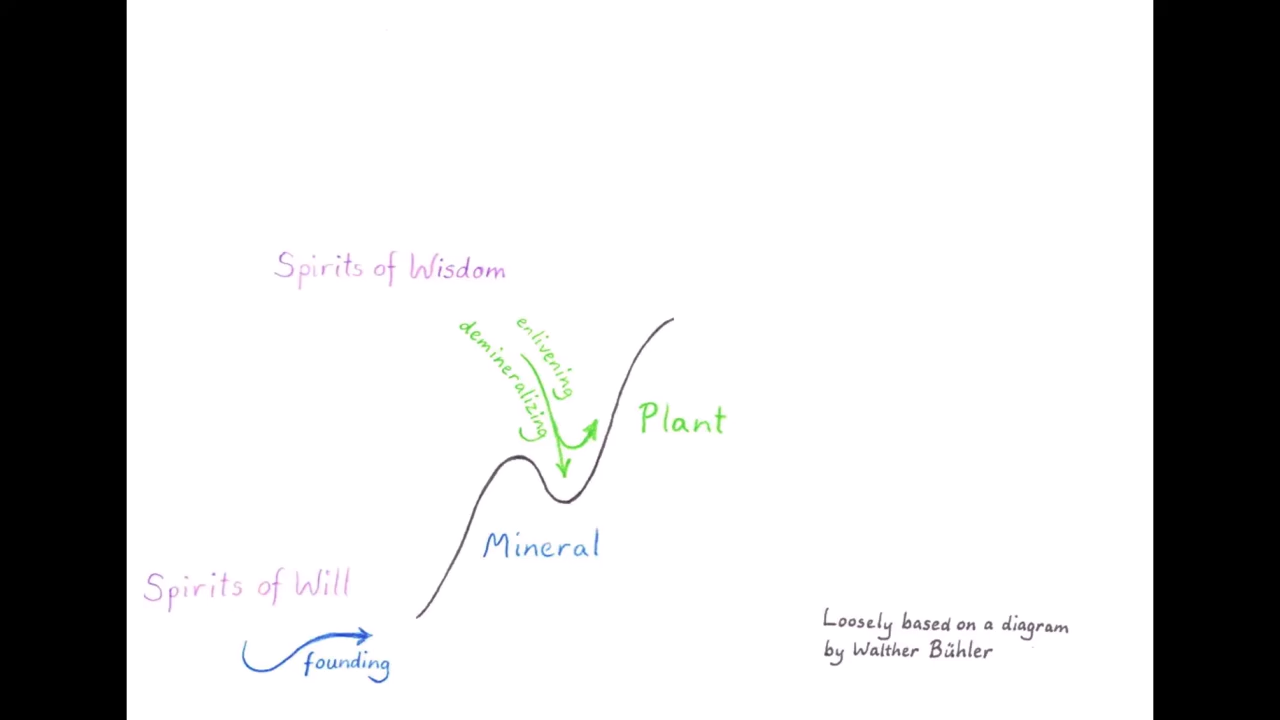 Spirits of Wisdom
enlivening
demineralizing
Plant
Mineral
Spirits of Will
founding
Loosely based on a diagram
by Walther Bühler